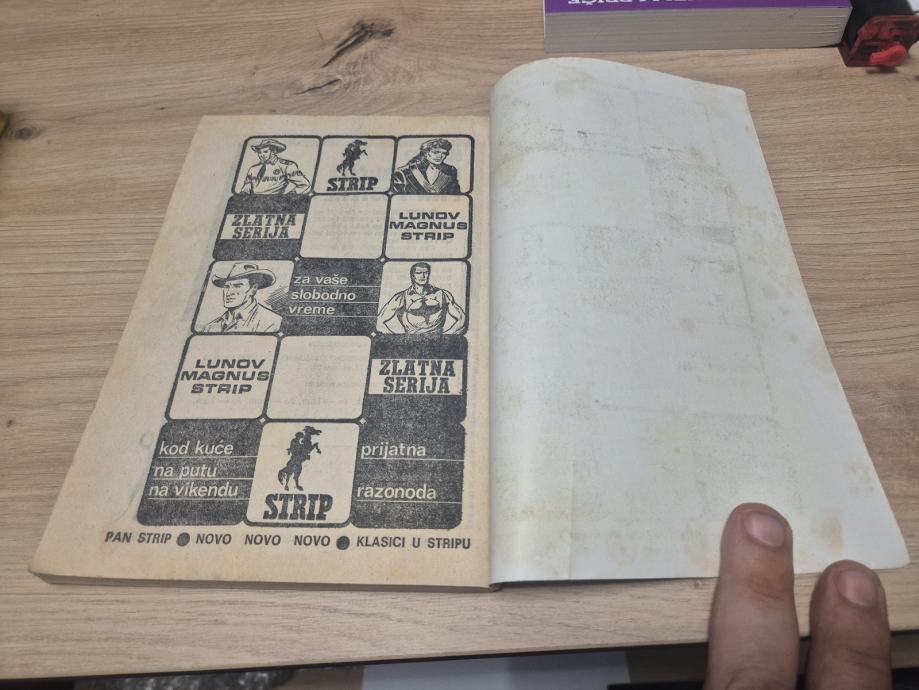 STRIP
ZLATNA
SERIJA
LUNOV
MAGNUS
STRIP
za vaše
slobodno
vreme
LUNOV
MAGNUS
STRIP
ZLATNA
SERIJA
kod kuće
na putu
na vikendu
STRIP
prijatna
razonoda
PAN STRIP ● NOVO NOVO NOVO ● KLASICI U STRIPU